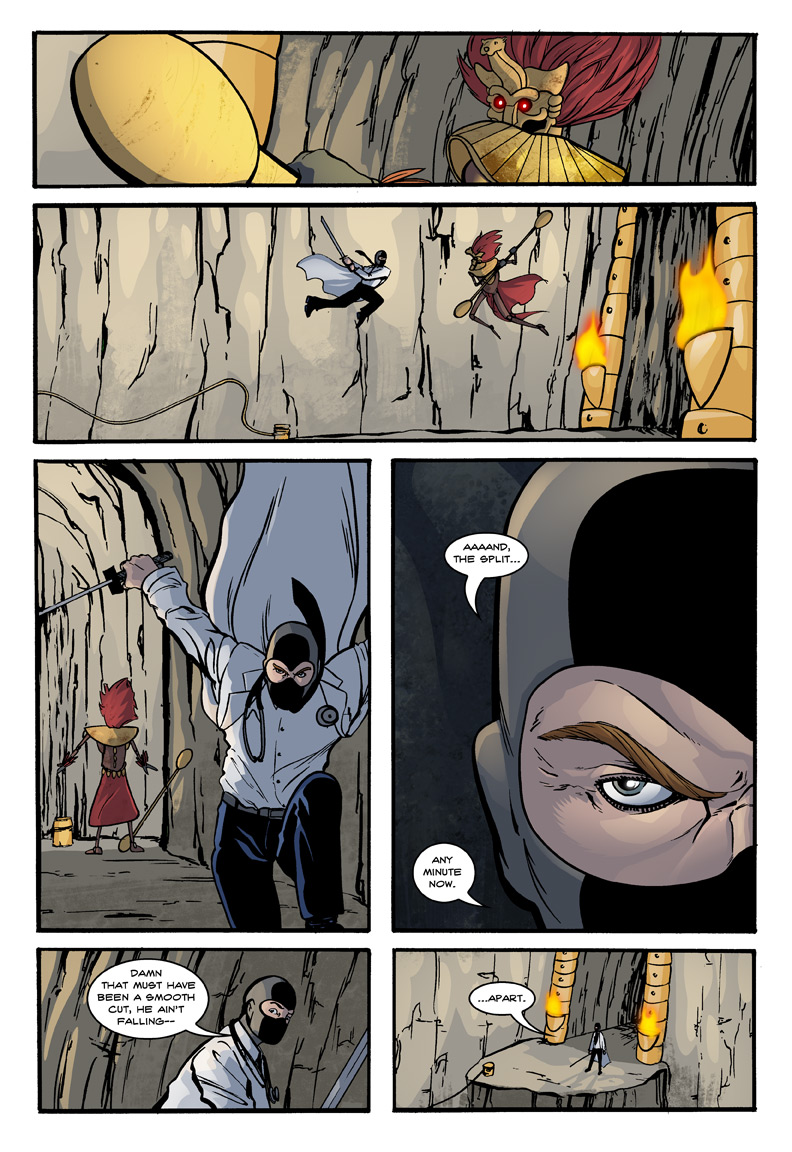 AAAAND,
THE SPLIT...
ANY
MINUTE
NOW.
DAMN
THAT MUST HAVE
BEEN A SMOOTH
CUT, HE AIN'T
FALLING--
...APART.